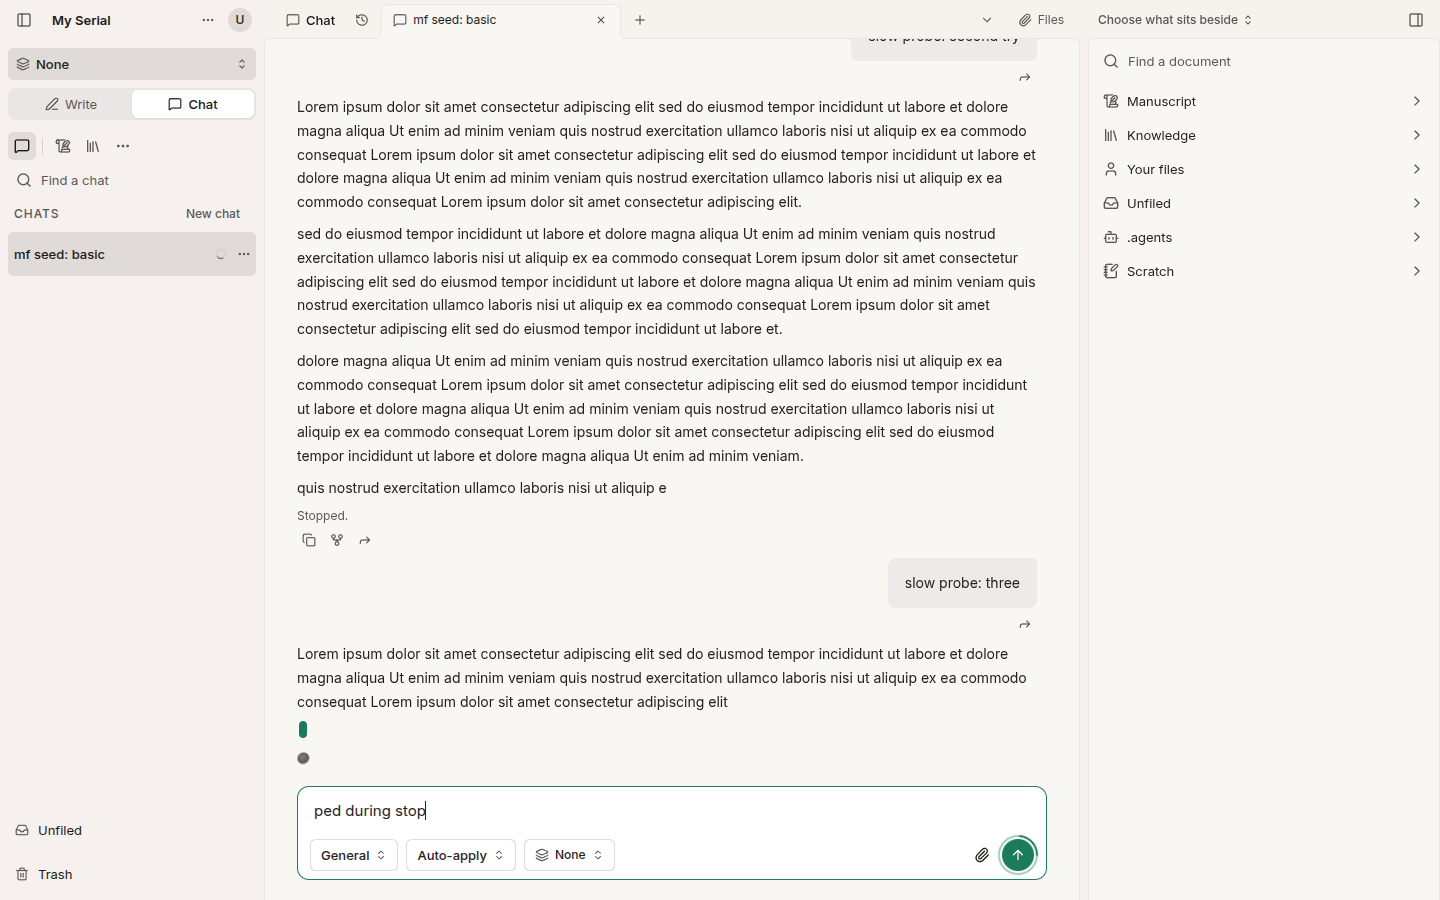 My Serial
U
None
Write
Chat
Find a chat
CHATS
New chat
mf seed: basic
Unfiled
Trash
Chat
mf seed: basic
Files
slow probe: second try
Lorem ipsum dolor sit amet consectetur adipiscing elit sed do eiusmod tempor incididunt ut labore et dolore
magna aliqua Ut enim ad minim veniam quis nostrud exercitation ullamco laboris nisi ut aliquip ex ea commodo
consequat Lorem ipsum dolor sit amet consectetur adipiscing elit sed do eiusmod tempor incididunt ut labore et
dolore magna aliqua Ut enim ad minim veniam quis nostrud exercitation ullamco laboris nisi ut aliquip ex ea
commodo consequat Lorem ipsum dolor sit amet consectetur adipiscing elit.
sed do eiusmod tempor incididunt ut labore et dolore magna aliqua Ut enim ad minim veniam quis nostrud
exercitation ullamco laboris nisi ut aliquip ex ea commodo consequat Lorem ipsum dolor sit amet consectetur
adipiscing elit sed do eiusmod tempor incididunt ut labore et dolore magna aliqua Ut enim ad minim veniam quis
nostrud exercitation ullamco laboris nisi ut aliquip ex ea commodo consequat Lorem ipsum dolor sit amet
consectetur adipiscing elit sed do eiusmod tempor incididunt ut labore et.
dolore magna aliqua Ut enim ad minim veniam quis nostrud exercitation ullamco laboris nisi ut aliquip ex ea
commodo consequat Lorem ipsum dolor sit amet consectetur adipiscing elit sed do eiusmod tempor incididunt
ut labore et dolore magna aliqua Ut enim ad minim veniam quis nostrud exercitation ullamco laboris nisi ut
aliquip ex ea commodo consequat Lorem ipsum dolor sit amet consectetur adipiscing elit sed do eiusmod
tempor incididunt ut labore et dolore magna aliqua Ut enim ad minim veniam.
quis nostrud exercitation ullamco laboris nisi ut aliquip e
Stopped.
slow probe: three
Lorem ipsum dolor sit amet consectetur adipiscing elit sed do eiusmod tempor incididunt ut labore et dolore
magna aliqua Ut enim ad minim veniam quis nostrud exercitation ullamco laboris nisi ut aliquip ex ea commodo
consequat Lorem ipsum dolor sit amet consectetur adipiscing elit
ped during stop
General
Auto-apply
None
Choose what sits beside
Find a document
Manuscript
Knowledge
Your files
Unfiled
.agents
Scratch